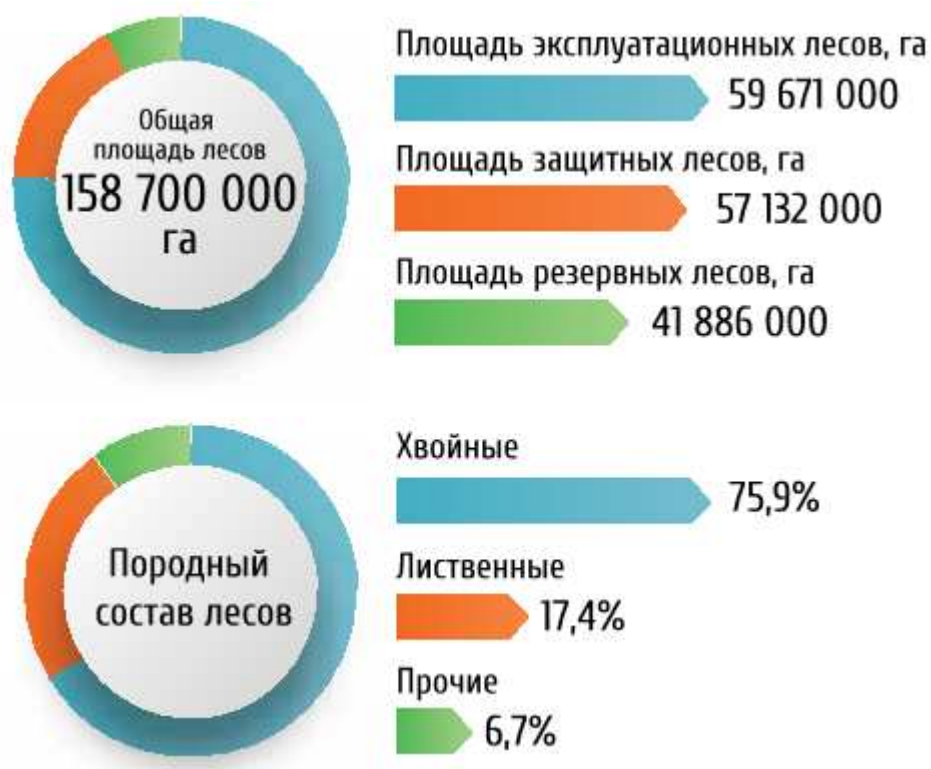 Общая
площадь лесов
158 700 000
га
Площадь эксплуатационных лесов, га
59 671 000
Площадь защитных лесов, га
57 132 000
Площадь резервных лесов, га
41 886 000
Породный
состав лесов
Хвойные
75,9%
Лиственные
17,4%
Прочие
6,7%